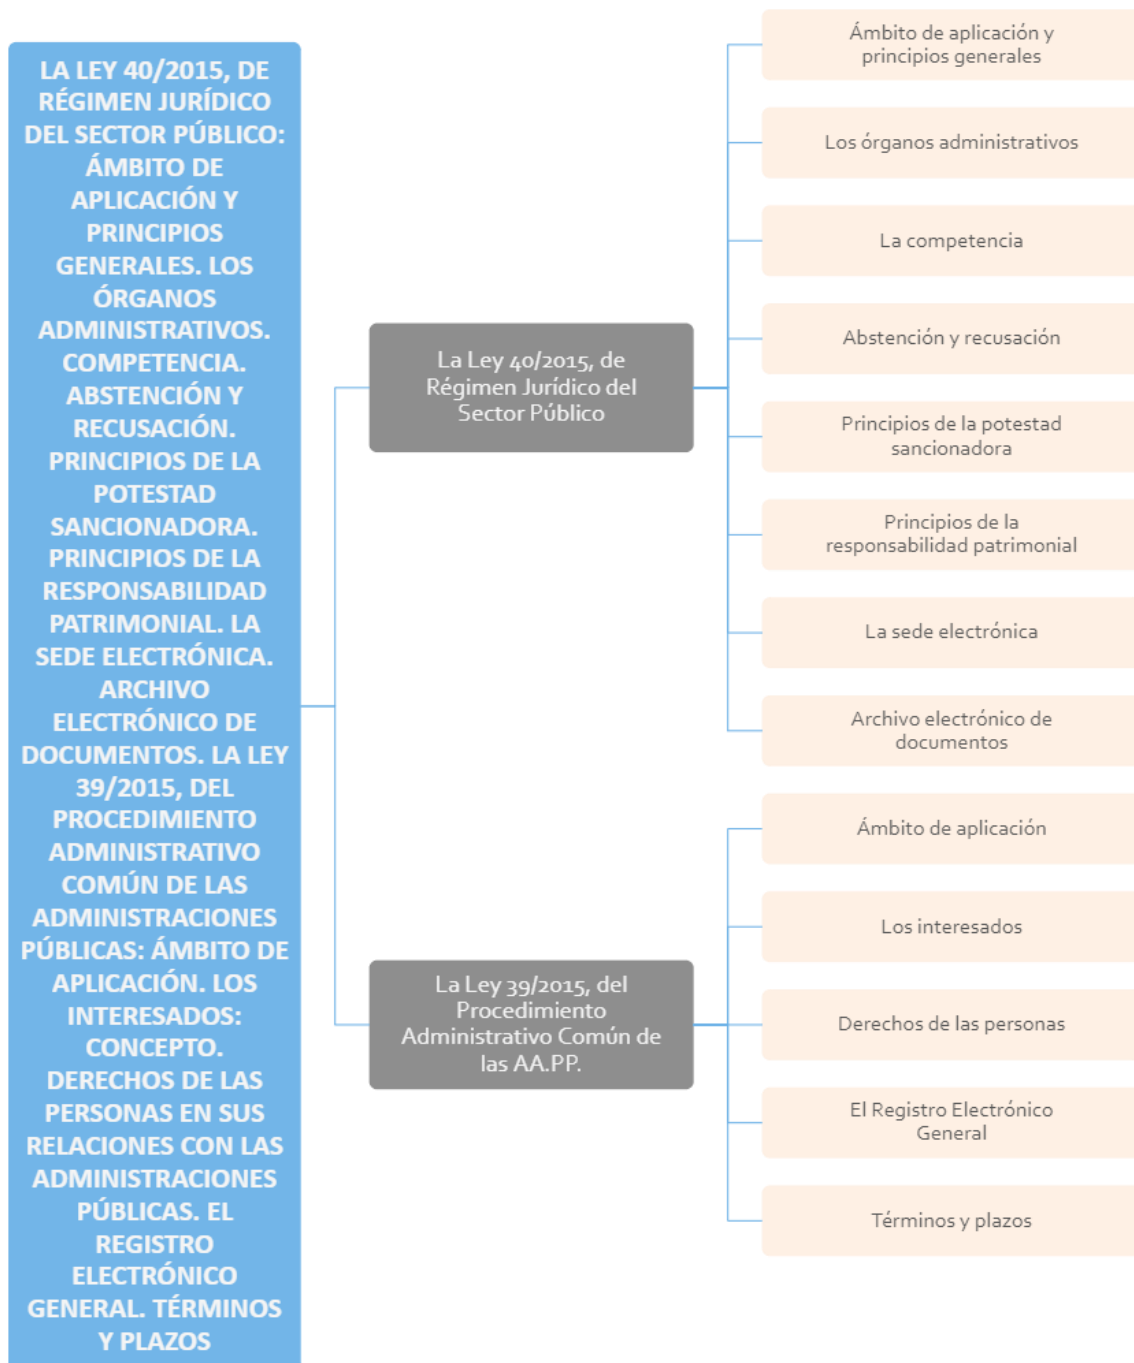 LA LEY 40/2015, DE
RÉGIMEN JURÍDICO
DEL SECTOR PÚBLICO:
ÁMBITO DE
APLICACIÓN Y
PRINCIPIOS
GENERALES. LOS
ÓRGANOS
ADMINISTRATIVOS.
COMPETENCIA.
ABSTENCIÓN Y
RECUSACIÓN.
PRINCIPIOS DE LA
POTESTAD
SANCIONADORA.
PRINCIPIOS DE LA
RESPONSABILIDAD
PATRIMONIAL. LA
SEDE ELECTRÓNICA.
ARCHIVO
ELECTRÓNICO DE
DOCUMENTOS. LA LEY
39/2015, DEL
PROCEDIMIENTO
ADMINISTRATIVO
COMÚN DE LAS
ADMINISTRACIONES
PÚBLICAS: ÁMBITO DE
APLICACIÓN. LOS
INTERESADOS:
CONCEPTO.
DERECHOS DE LAS
PERSONAS EN SUS
RELACIONES CON LAS
ADMINISTRACIONES
PÚBLICAS. EL
REGISTRO
ELECTRÓNICO
GENERAL. TÉRMINOS
Y PLAZOS
La Ley 40/2015, de
Régimen Jurídico del
Sector Público
Ámbito de aplicación y
principios generales
Los órganos administrativos
La competencia
Abstención y recusación
Principios de la potestad
sancionadora
Principios de la
responsabilidad patrimonial
La sede electrónica
Archivo electrónico de
documentos
La Ley 39/2015, del
Procedimiento
Administrativo Común de
las AA.PP.
Ámbito de aplicación
Los interesados
Derechos de las personas
El Registro Electrónico
General
Términos y plazos